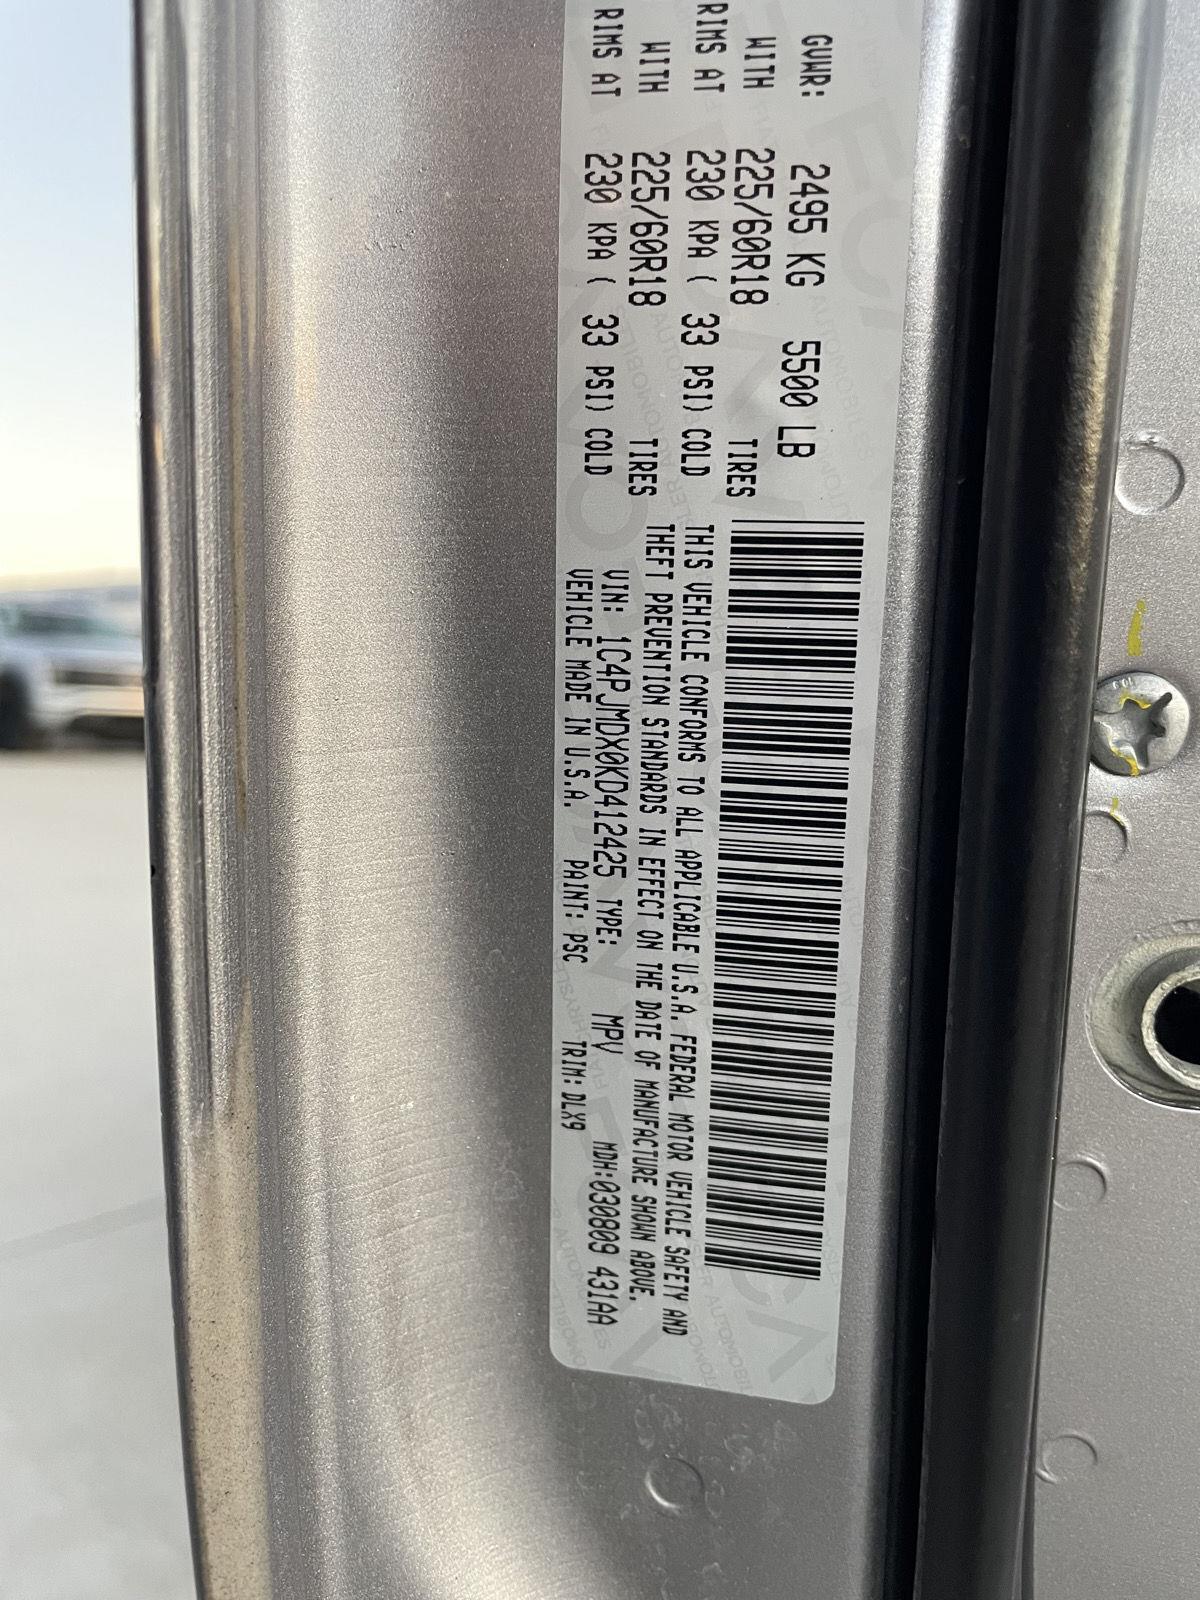 GVWR: 2495 KG 5500 LB
WITH 225/60R18 TIRES
RIMS AT 230 KPA ( 33 PSI) COLD
WITH 225/60R18 TIRES
RIMS AT 230 KPA ( 33 PSI) COLD
THIS VEHICLE CONFORMS TO ALL APPLICABLE U.S.A. FEDERAL MOTOR VEHICLE SAFETY AND
THEFT PREVENTION STANDARDS IN EFFECT ON THE DATE OF MANUFACTURE SHOWN ABOVE.
VIN: 1C4PJMDX0KD412425 TYPE: MPV MDH:030809 431AA
VEHICLE MADE IN U.S.A. PAINT: PSC TRIM: DLX9